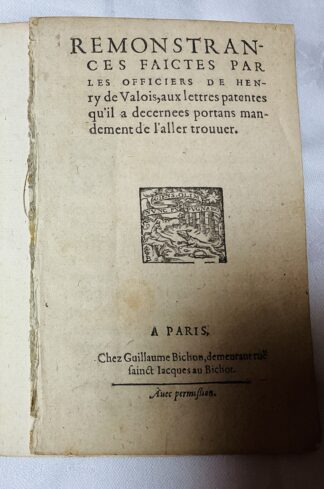 REMONSTRAN-
CES FAICTES PAR
LES OFFICIERS DE HEN-
ry de Valois, aux lettres patentes
qu'il a decernees portans man-
dement de l'aller trouuer.
A PARIS,
Chez Guillaume Bichon, demeurant ruë
sainct Iacques au Bichot.
Auec permiſsion.